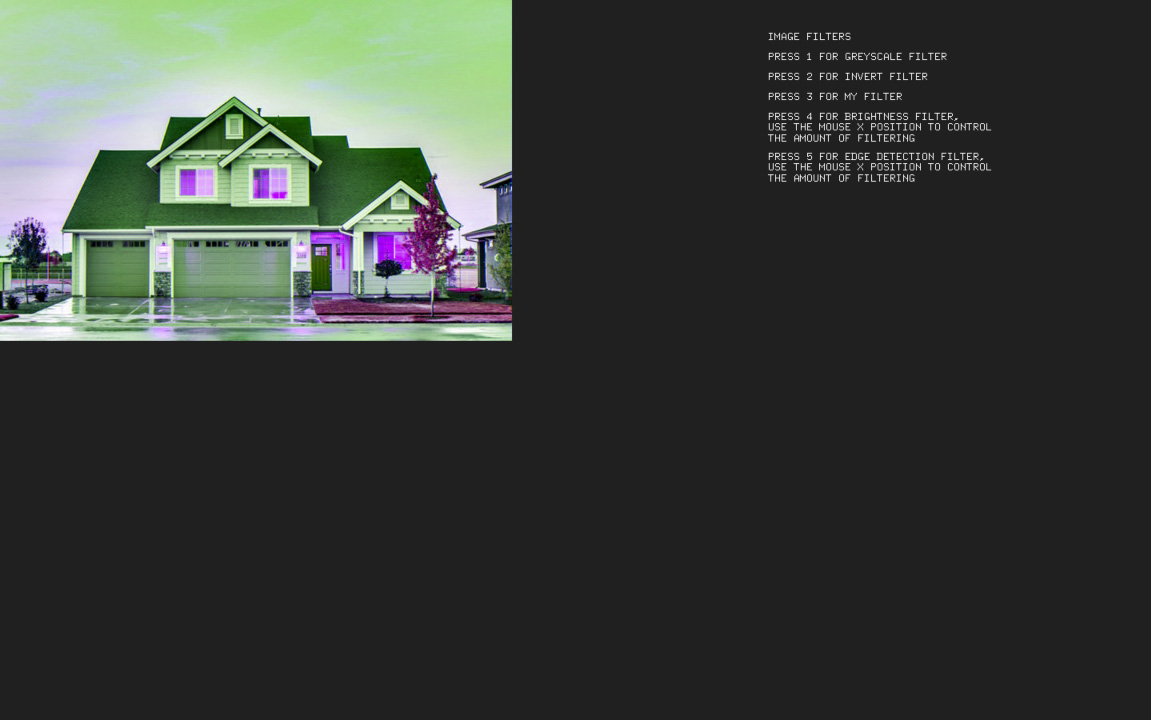 IMAGE FILTERS
PRESS 1 FOR GREYSCALE FILTER
PRESS 2 FOR INVERT FILTER
PRESS 3 FOR MY FILTER
PRESS 4 FOR BRIGHTNESS FILTER,
USE THE MOUSE X POSITION TO CONTROL
THE AMOUNT OF FILTERING
PRESS 5 FOR EDGE DETECTION FILTER,
USE THE MOUSE X POSITION TO CONTROL
THE AMOUNT OF FILTERING